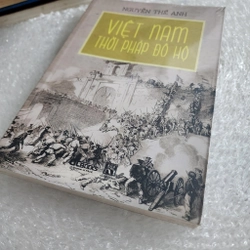 NGUYỄN THẾ ANH
VIỆT NAM
THỜI PHÁP ĐÔ HỘ